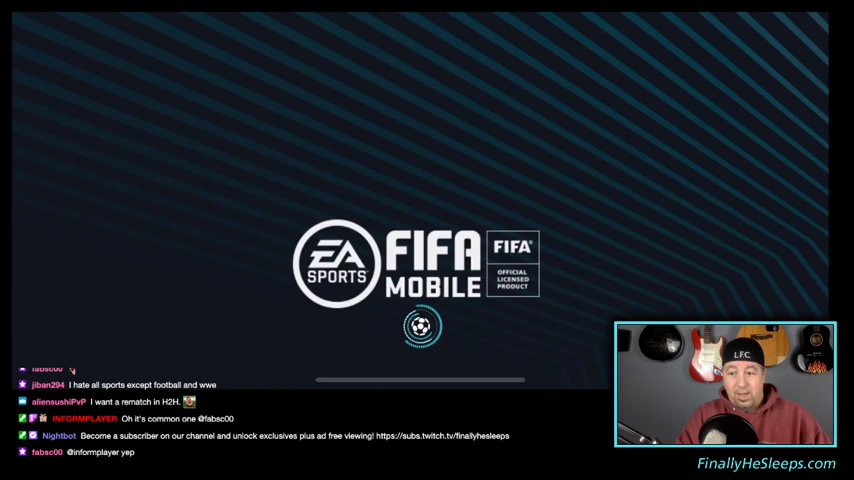 EA
SPORTS
FIFA
MOBILE
FIFA
OFFICIAL
LICENSED
PRODUCT
fabsc00
jiban294 I hate all sports except football and wwe
aliensushiPvP I want a rematch in H2H.
INFORMPLAYER Oh it's common one @fabsc00
Nightbot Become a subscriber on our channel and unlock exclusives plus ad free viewing! https://subs.twitch.tv/finallyhesleeps
fabsc00 @informplayer yep
L.F.C.
FinallyHeSleeps.com